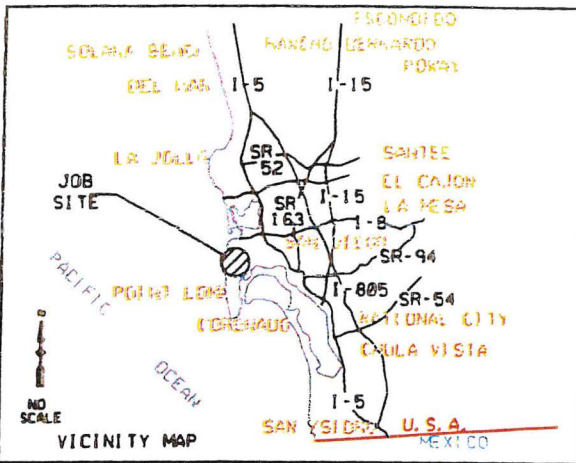 ESCONDIDO
SOLANA BEACH
RANCHO BERNARDO
POWAY
DEL MAR
I-5
I-15
LA JOLLA
SR 52
SANTEE
EL CAJON
JOB
SITE
I-15
LA MESA
SR
163
I-8
SAN DIEGO
SR-94
PACIFIC
POINT LOMA
I-805
SR-54
CORONADO
NATIONAL CITY
CHULA VISTA
OCEAN
NO
SCALE
I-5
SAN YSIDRO
U.S.A.
VICINITY MAP
MEXICO